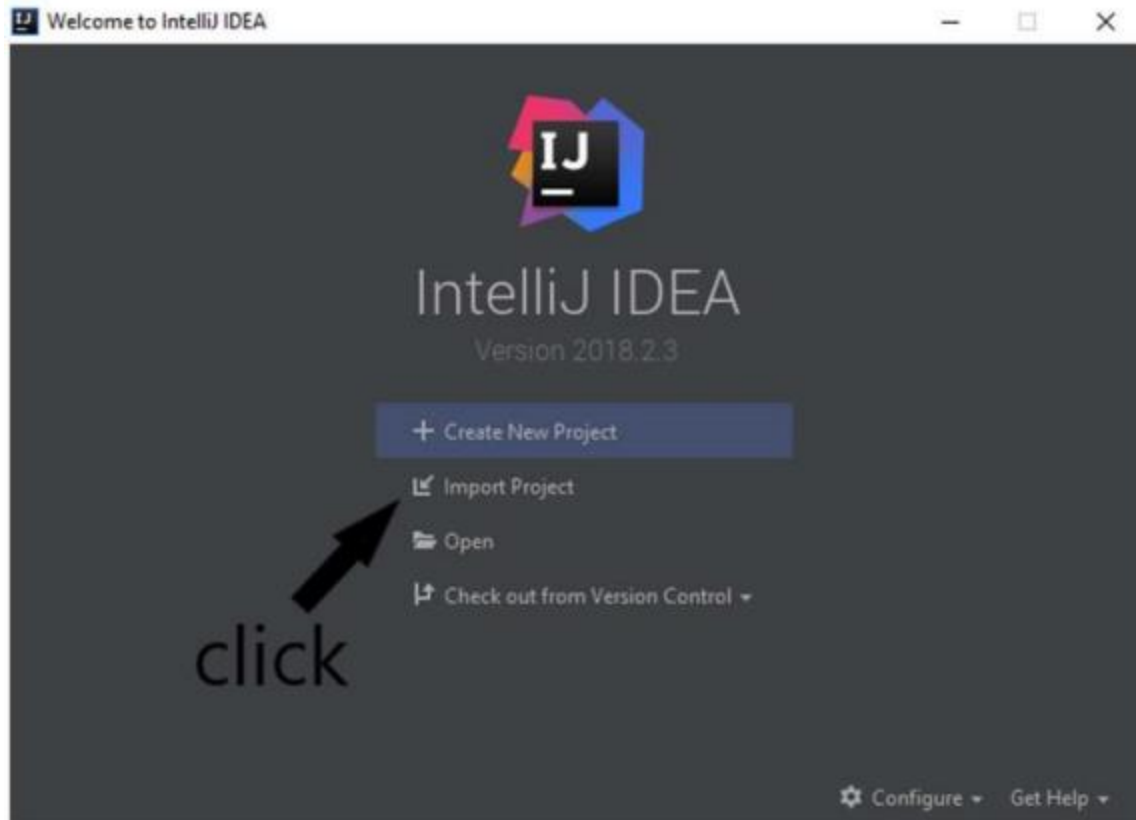 Welcome to IntelliJ IDEA
IJ
IntelliJ IDEA
Version 2018.2.3
Create New Project
Import Project
Open
Check out from Version Control
click
Configure Get Help